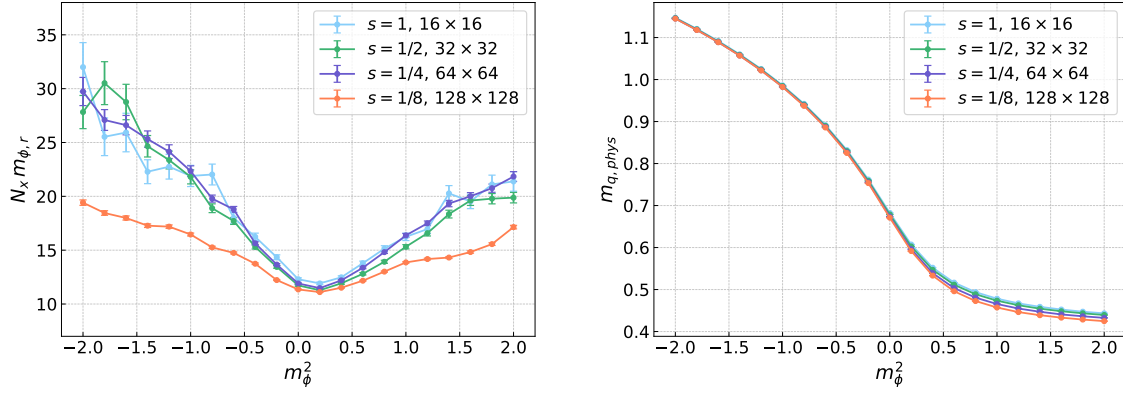 35
30
25
20
15
10
N_x m_{ϕ,r}
−2.0 −1.5 −1.0 −0.5 0.0 0.5 1.0 1.5 2.0
m_ϕ^2
s = 1, 16 × 16
s = 1/2, 32 × 32
s = 1/4, 64 × 64
s = 1/8, 128 × 128
1.1
1.0
0.9
0.8
0.7
0.6
0.5
0.4
m_{q,phys}
−2.0 −1.5 −1.0 −0.5 0.0 0.5 1.0 1.5 2.0
m_ϕ^2
s = 1, 16 × 16
s = 1/2, 32 × 32
s = 1/4, 64 × 64
s = 1/8, 128 × 128